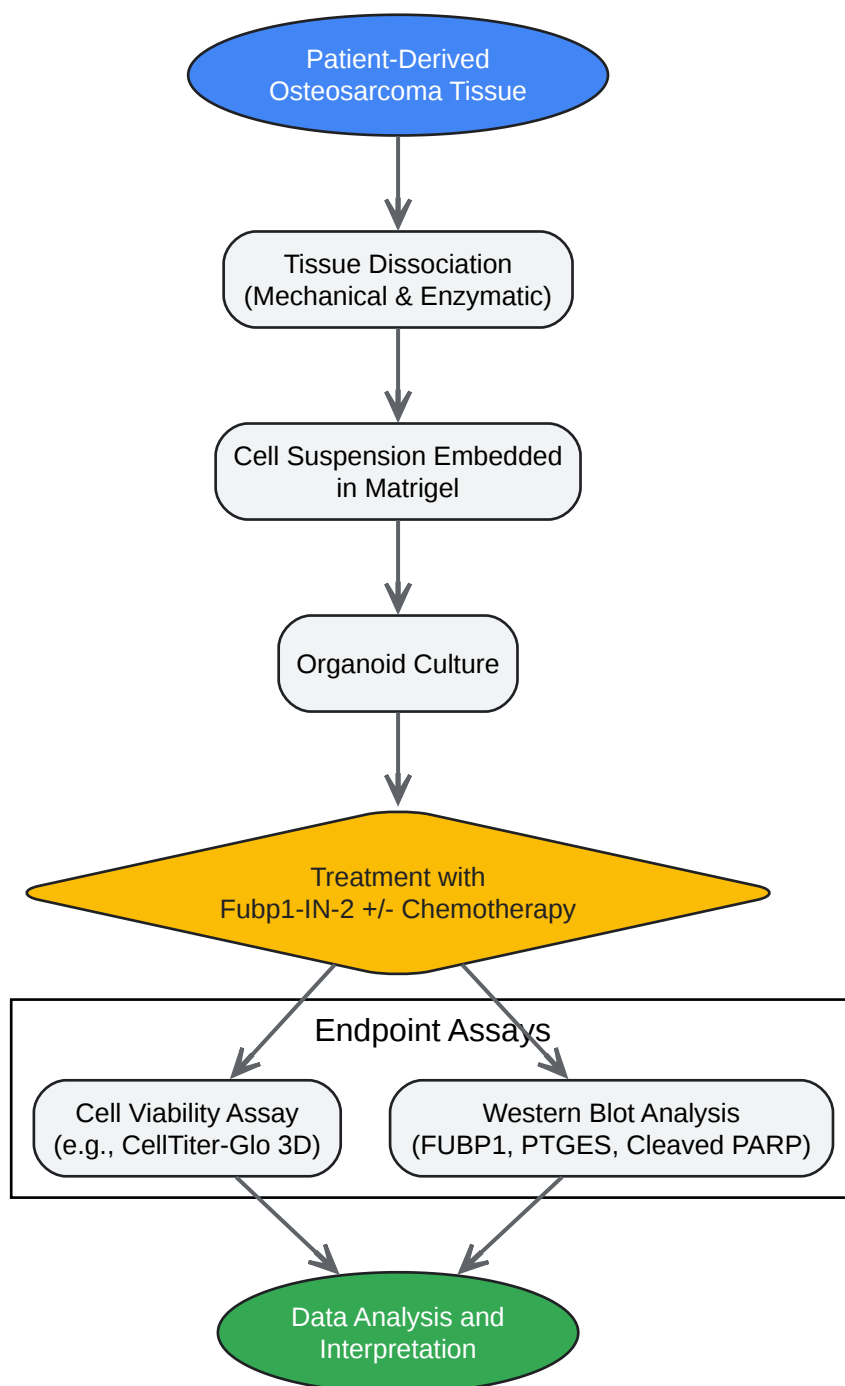 Patient-Derived
Osteosarcoma Tissue
Tissue Dissociation
(Mechanical & Enzymatic)
Cell Suspension Embedded
in Matrigel
Organoid Culture
Treatment with
Fubp1-IN-2 +/- Chemotherapy
Endpoint Assays
Cell Viability Assay
(e.g., CellTiter-Glo 3D)
Western Blot Analysis
(FUBP1, PTGES, Cleaved PARP)
Data Analysis and
Interpretation